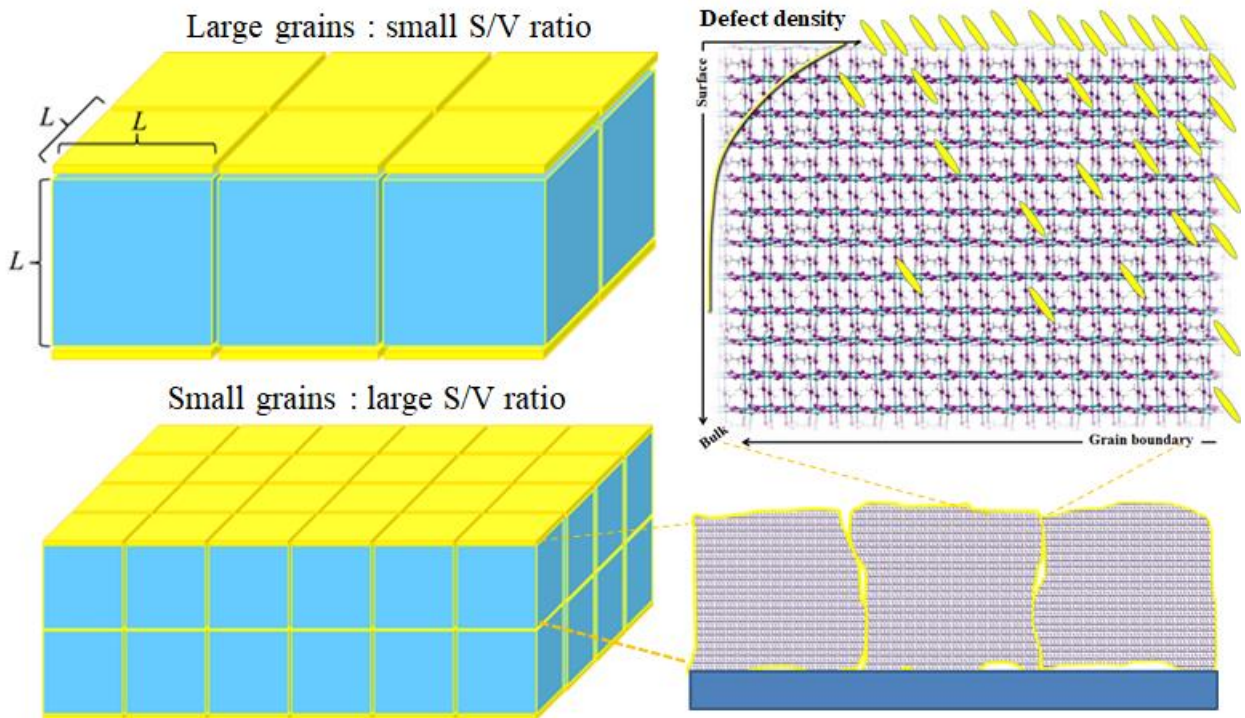 Large grains : small S/V ratio
L
L
L
Small grains : large S/V ratio
Defect density
Surface
Bulk
Grain boundary